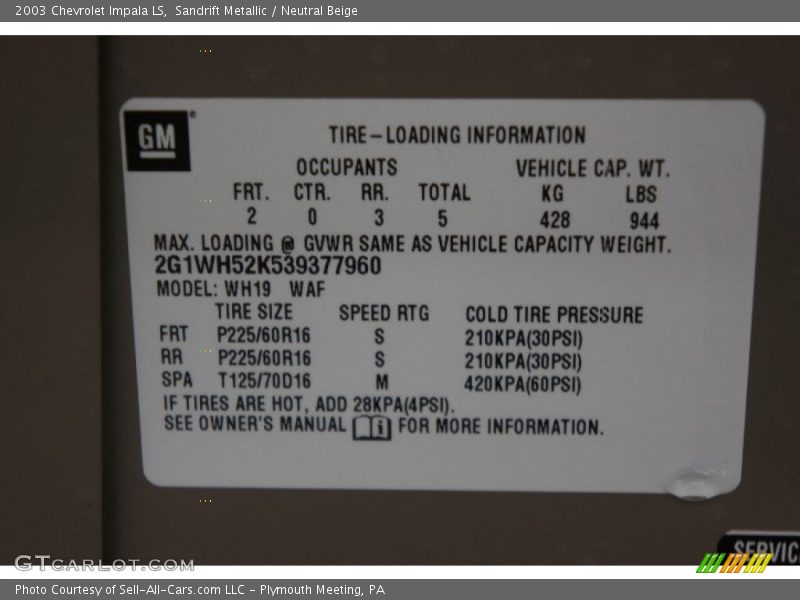 2003 Chevrolet Impala LS, Sandrift Metallic / Neutral Beige
GM
TIRE-LOADING INFORMATION
OCCUPANTS VEHICLE CAP. WT.
FRT. CTR. RR. TOTAL KG LBS
2 0 3 5 428 944
MAX. LOADING @ GVWR SAME AS VEHICLE CAPACITY WEIGHT.
2G1WH52K539377960
MODEL: WH19 WAF
TIRE SIZE SPEED RTG COLD TIRE PRESSURE
FRT P225/60R16 S 210KPA(30PSI)
RR P225/60R16 S 210KPA(30PSI)
SPA T125/70D16 M 420KPA(60PSI)
IF TIRES ARE HOT, ADD 28KPA(4PSI).
SEE OWNER'S MANUAL i FOR MORE INFORMATION.
GTCarLot.com
Photo Courtesy of Sell-All-Cars.com LLC - Plymouth Meeting, PA